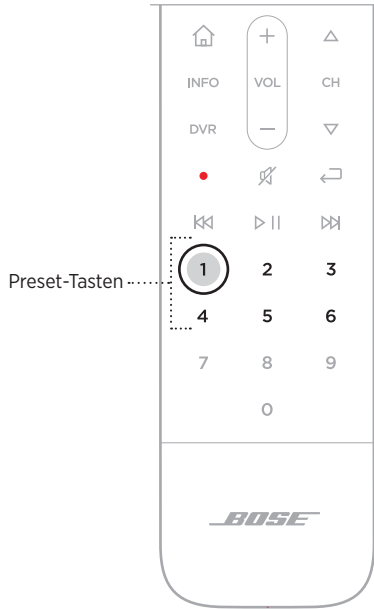 +
INFO VOL CH
DVR —
Preset-Tasten
1 2 3
4 5 6
7 8 9
0
BOSE